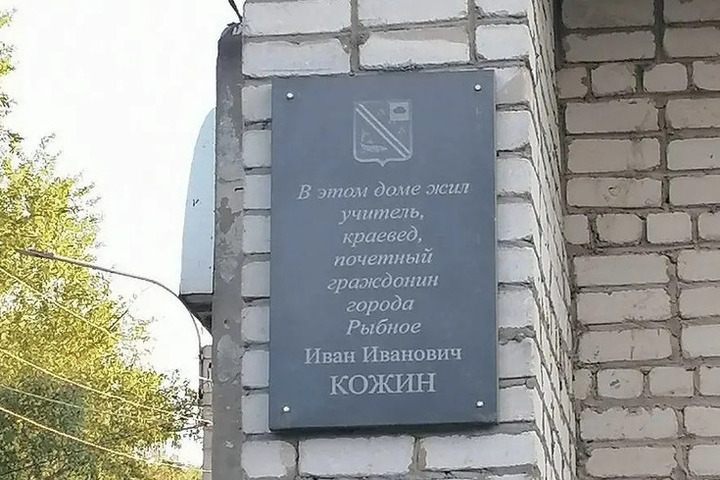 В этом доме жил
учитель,
краевед,
почетный
граждонин
города
Рыбное
Иван Иванович
КОЖИН